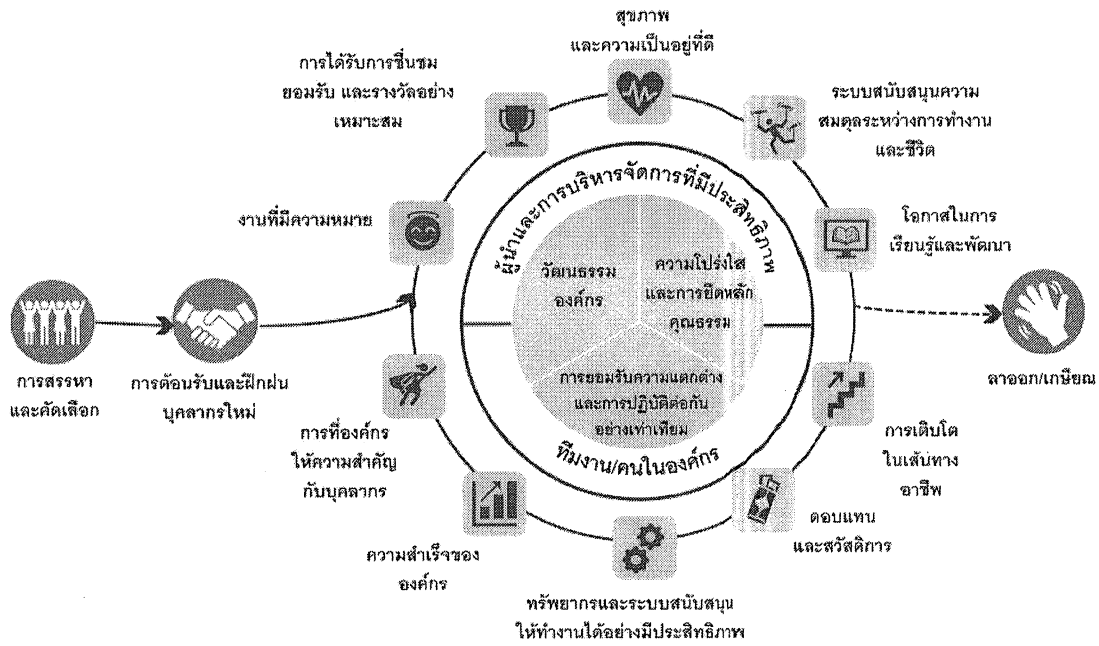 สุขภาพ
และความเป็นอยู่ที่ดี
การได้รับการชื่นชม
ยอมรับ และรางวัลอย่าง
เหมาะสม
ระบบสนับสนุนความ
สมดุลระหว่างการทำงาน
และชีวิต
งานที่มีความหมาย
โอกาสในการ
เรียนรู้และพัฒนา
ผู้นำและการบริหารจัดการที่มีประสิทธิภาพ
วัฒนธรรม
องค์กร
ความโปร่งใส
และการยึดหลัก
คุณธรรม
การยอมรับความแตกต่าง
และการปฏิบัติต่อกัน
อย่างเท่าเทียม
ทีมงาน/คนในองค์กร
การสรรหา
และคัดเลือก
การต้อนรับและฝึกฝน
บุคลากรใหม่
ลาออก/เกษียณ
การที่องค์กร
ให้ความสำคัญ
กับบุคลากร
การเติบโต
ในเส้นทาง
อาชีพ
ความสำเร็จของ
องค์กร
ตอบแทน
และสวัสดิการ
ทรัพยากรและระบบสนับสนุน
ให้ทำงานได้อย่างมีประสิทธิภาพ